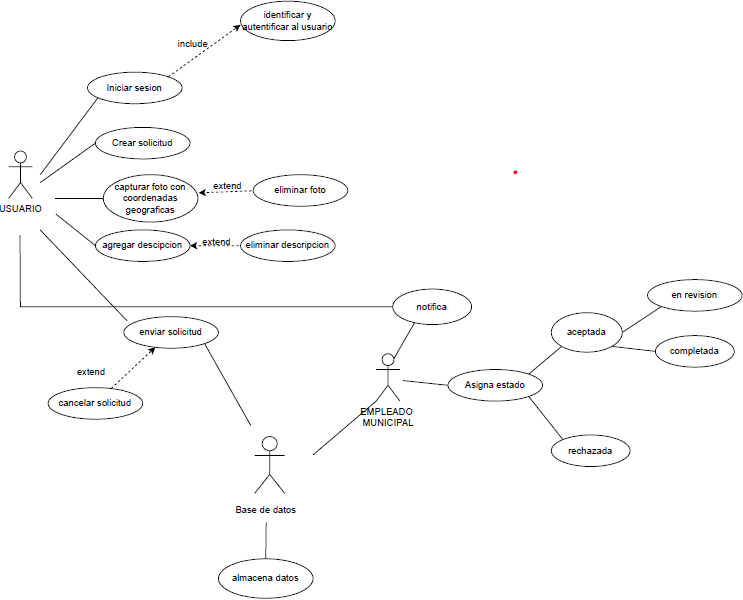 identificar y
autentificar al usuario
include
Iniciar sesion
Crear solicitud
capturar foto con
coordenadas
geograficas
extend
eliminar foto
USUARIO
agregar descipcion
extend
eliminar descripcion
en revision
notifica
aceptada
enviar solicitud
completada
extend
Asigna estado
cancelar solicitud
EMPLEADO
MUNICIPAL
rechazada
Base de datos
almacena datos